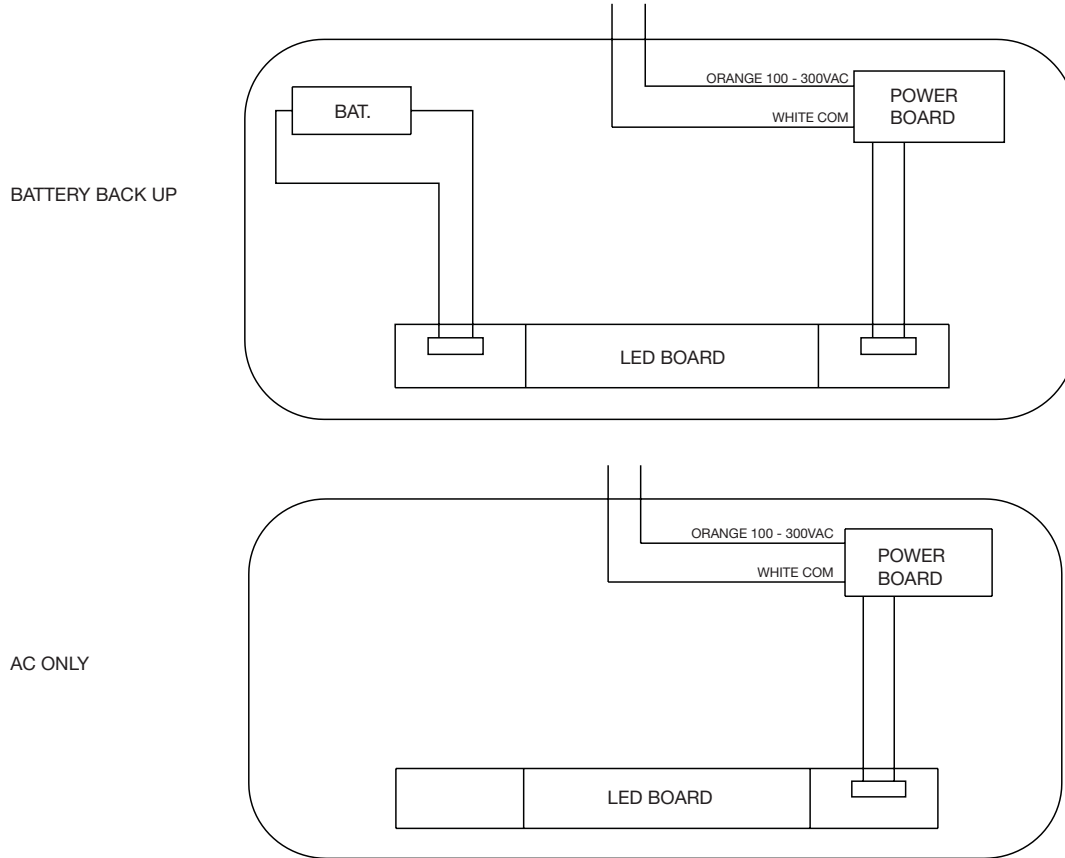 ORANGE 100 - 300VAC
POWER
BOARD
BAT.
WHITE COM
BATTERY BACK UP
LED BOARD
ORANGE 100 - 300VAC
POWER
BOARD
WHITE COM
AC ONLY
LED BOARD